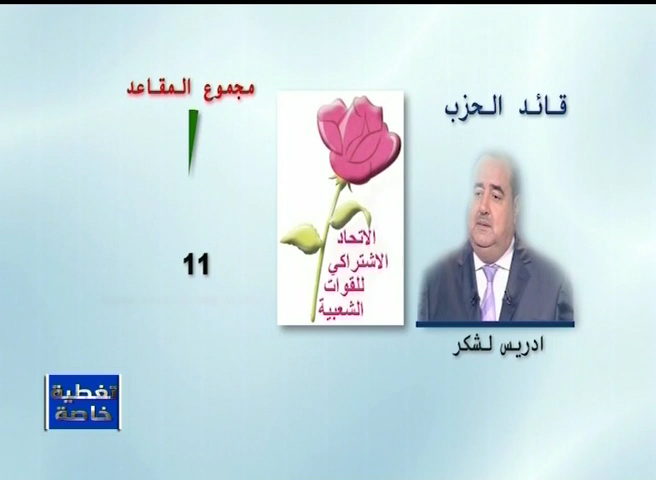 قائد الحزب
مجموع المقاعد
الاتحاد
الاشتراكي
للقوات
الشعبية
11
ادريس لشكر
تغطية
خاصة